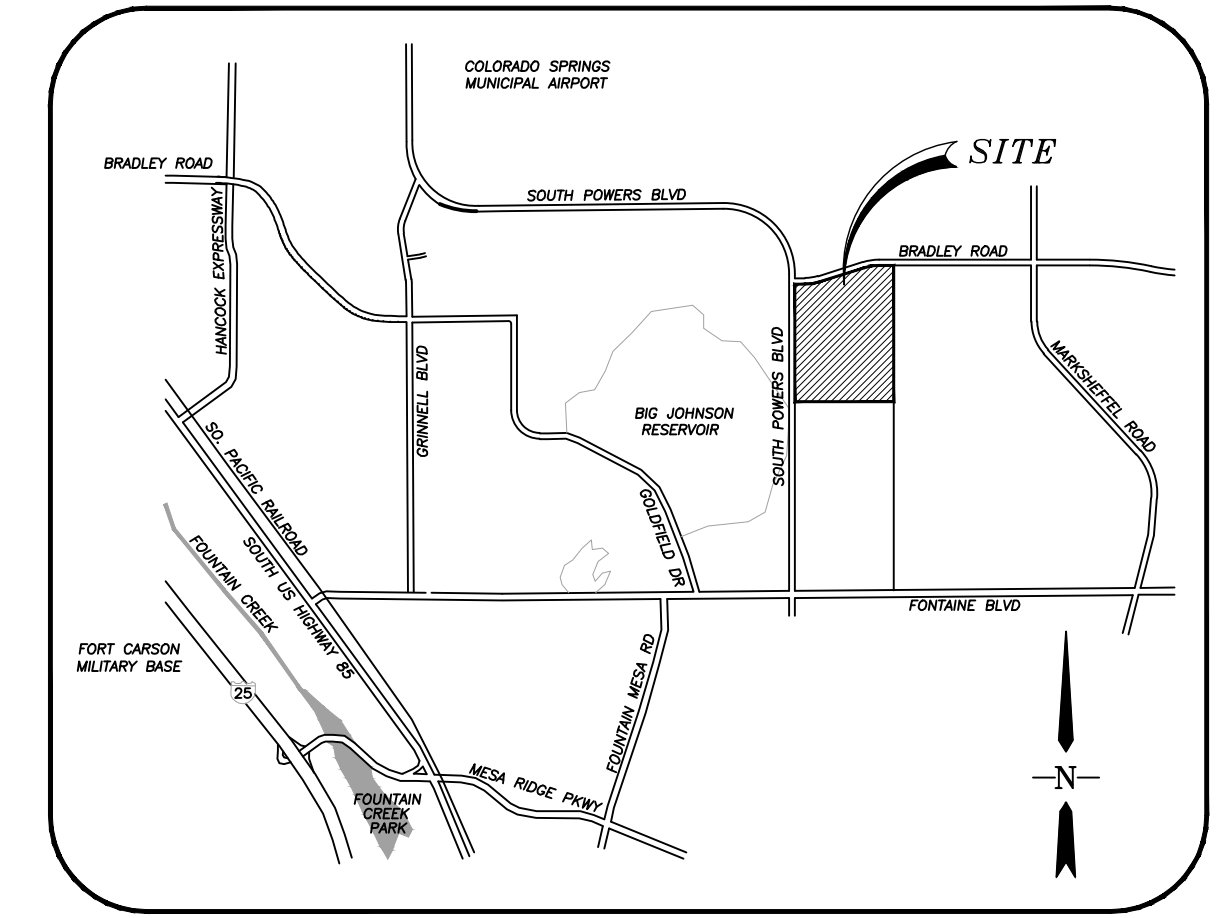 COLORADO SPRINGS
MUNICIPAL AIRPORT
SITE
BRADLEY ROAD
SOUTH POWERS BLVD
BRADLEY ROAD
HANCOCK EXPRESSWAY
GRINNELL BLVD
SOUTH POWERS BLVD
MARKSHEFFEL ROAD
BIG JOHNSON
RESERVOIR
SO. PACIFIC RAILROAD
GOLDFIELD DR
FOUNTAIN CREEK
SOUTH US HIGHWAY 85
FONTAINE BLVD
FORT CARSON
MILITARY BASE
25
FOUNTAIN MESA RD
MESA RIDGE PKWY
N
FOUNTAIN
CREEK
PARK